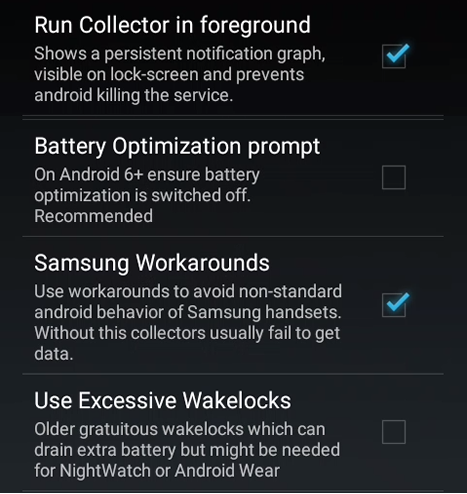 Run Collector in foreground
Shows a persistent notification graph,
visible on lock-screen and prevents
android killing the service.
Battery Optimization prompt
On Android 6+ ensure battery
optimization is switched off.
Recommended
Samsung Workarounds
Use workarounds to avoid non-standard
android behavior of Samsung handsets.
Without this collectors usually fail to get
data.
Use Excessive Wakelocks
Older gratuitous wakelocks which can
drain extra battery but might be needed
for NightWatch or Android Wear